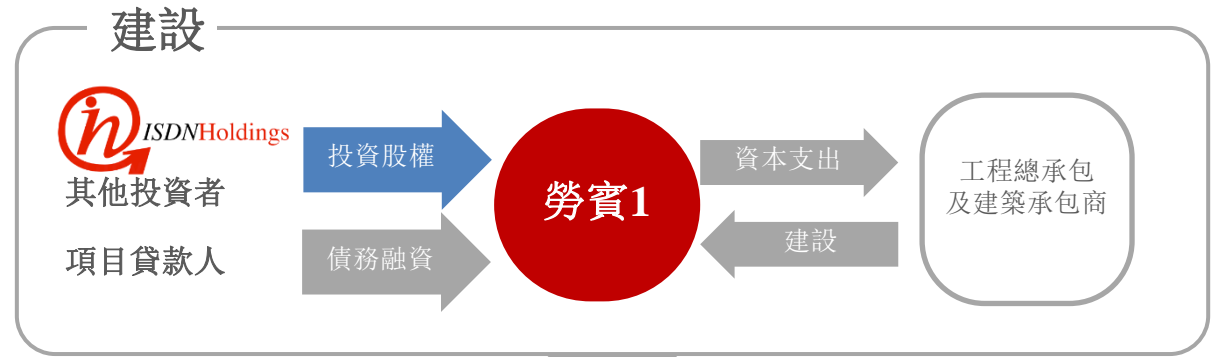 建設
ISDNHoldings
其他投資者
項目貸款人
投資股權
債務融資
勞賓1
資本支出
建設
工程總承包
及建築承包商